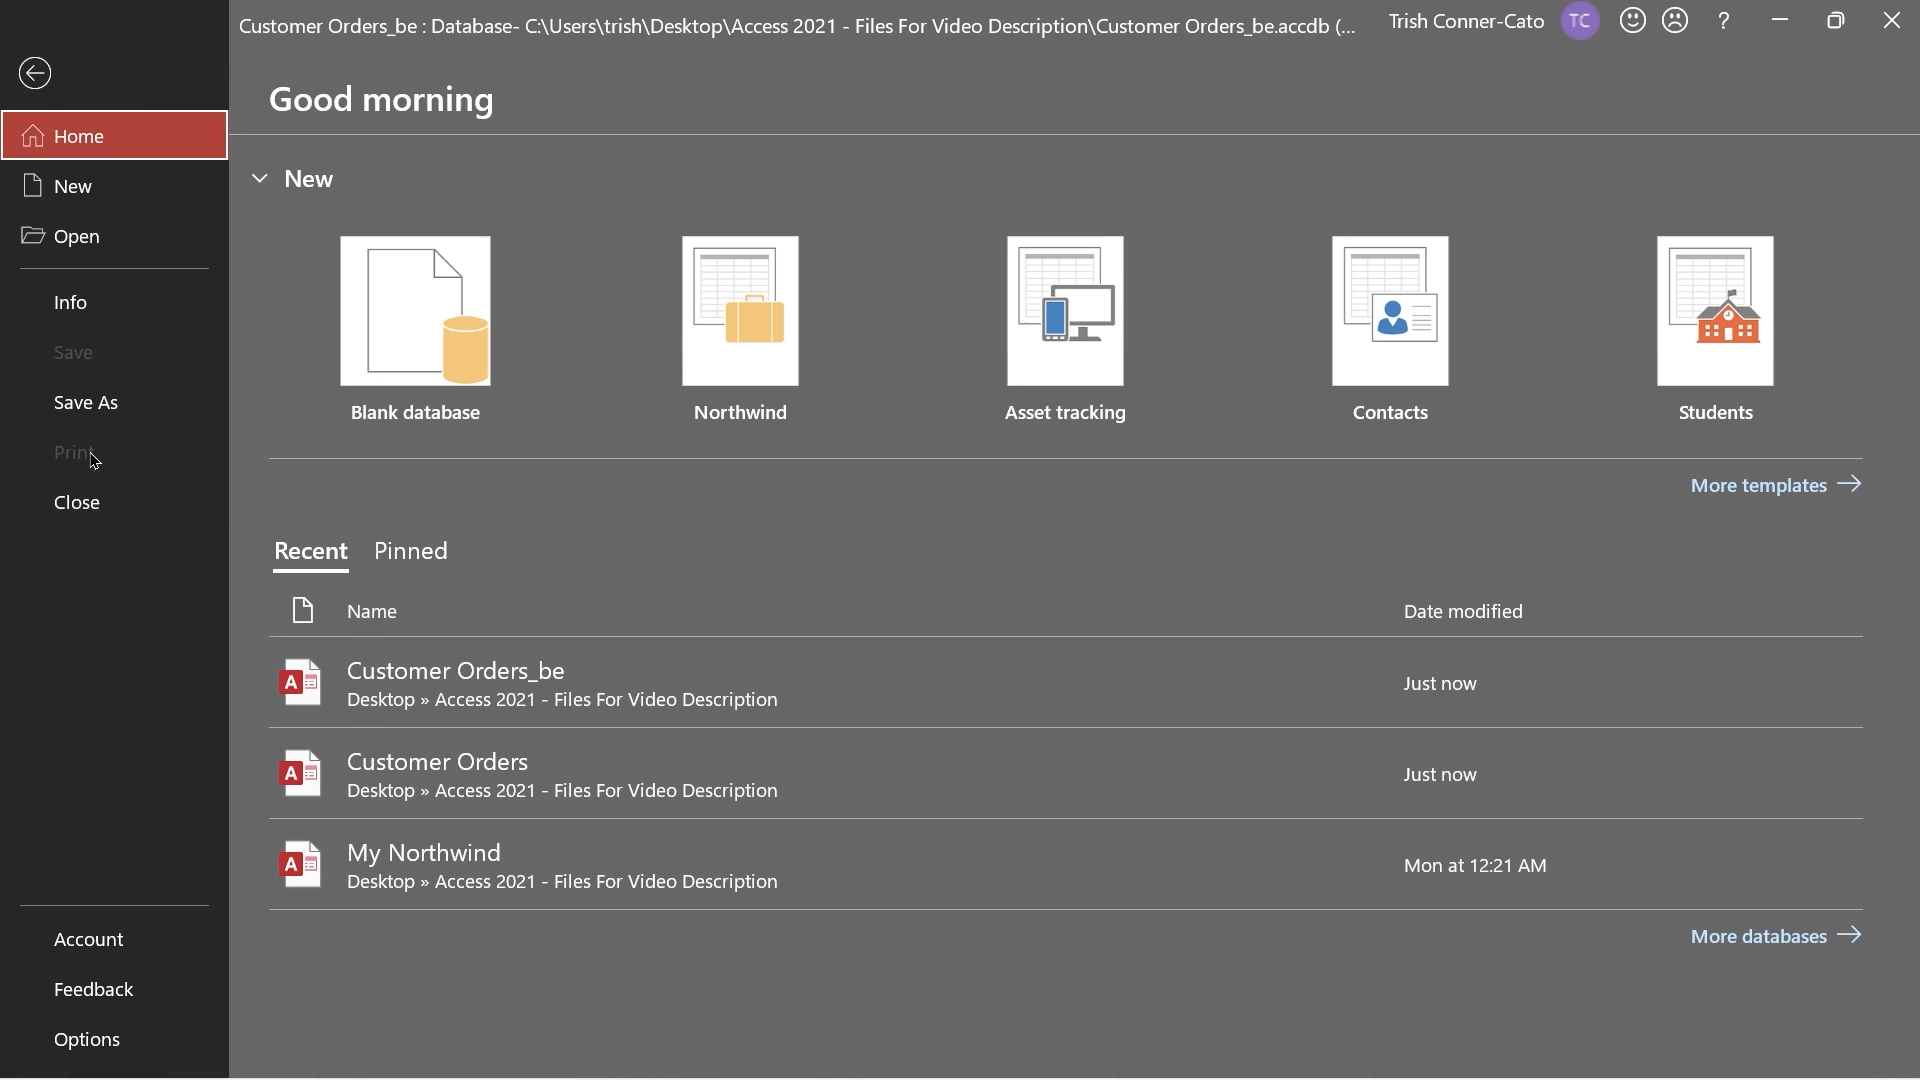 Customer Orders_be : Database- C:\Users\trish\Desktop\Access 2021 - Files For Video Description\Customer Orders_be.accdb (...
Trish Conner-Cato
TC
?
Good morning
Home
New
Open
Info
Save
Save As
Print
Close
Account
Feedback
Options
New
Blank database
Northwind
Asset tracking
Contacts
Students
More templates
Recent
Pinned
Name
Date modified
A
Customer Orders_be
Desktop » Access 2021 - Files For Video Description
Just now
A
Customer Orders
Desktop » Access 2021 - Files For Video Description
Just now
A
My Northwind
Desktop » Access 2021 - Files For Video Description
Mon at 12:21 AM
More databases